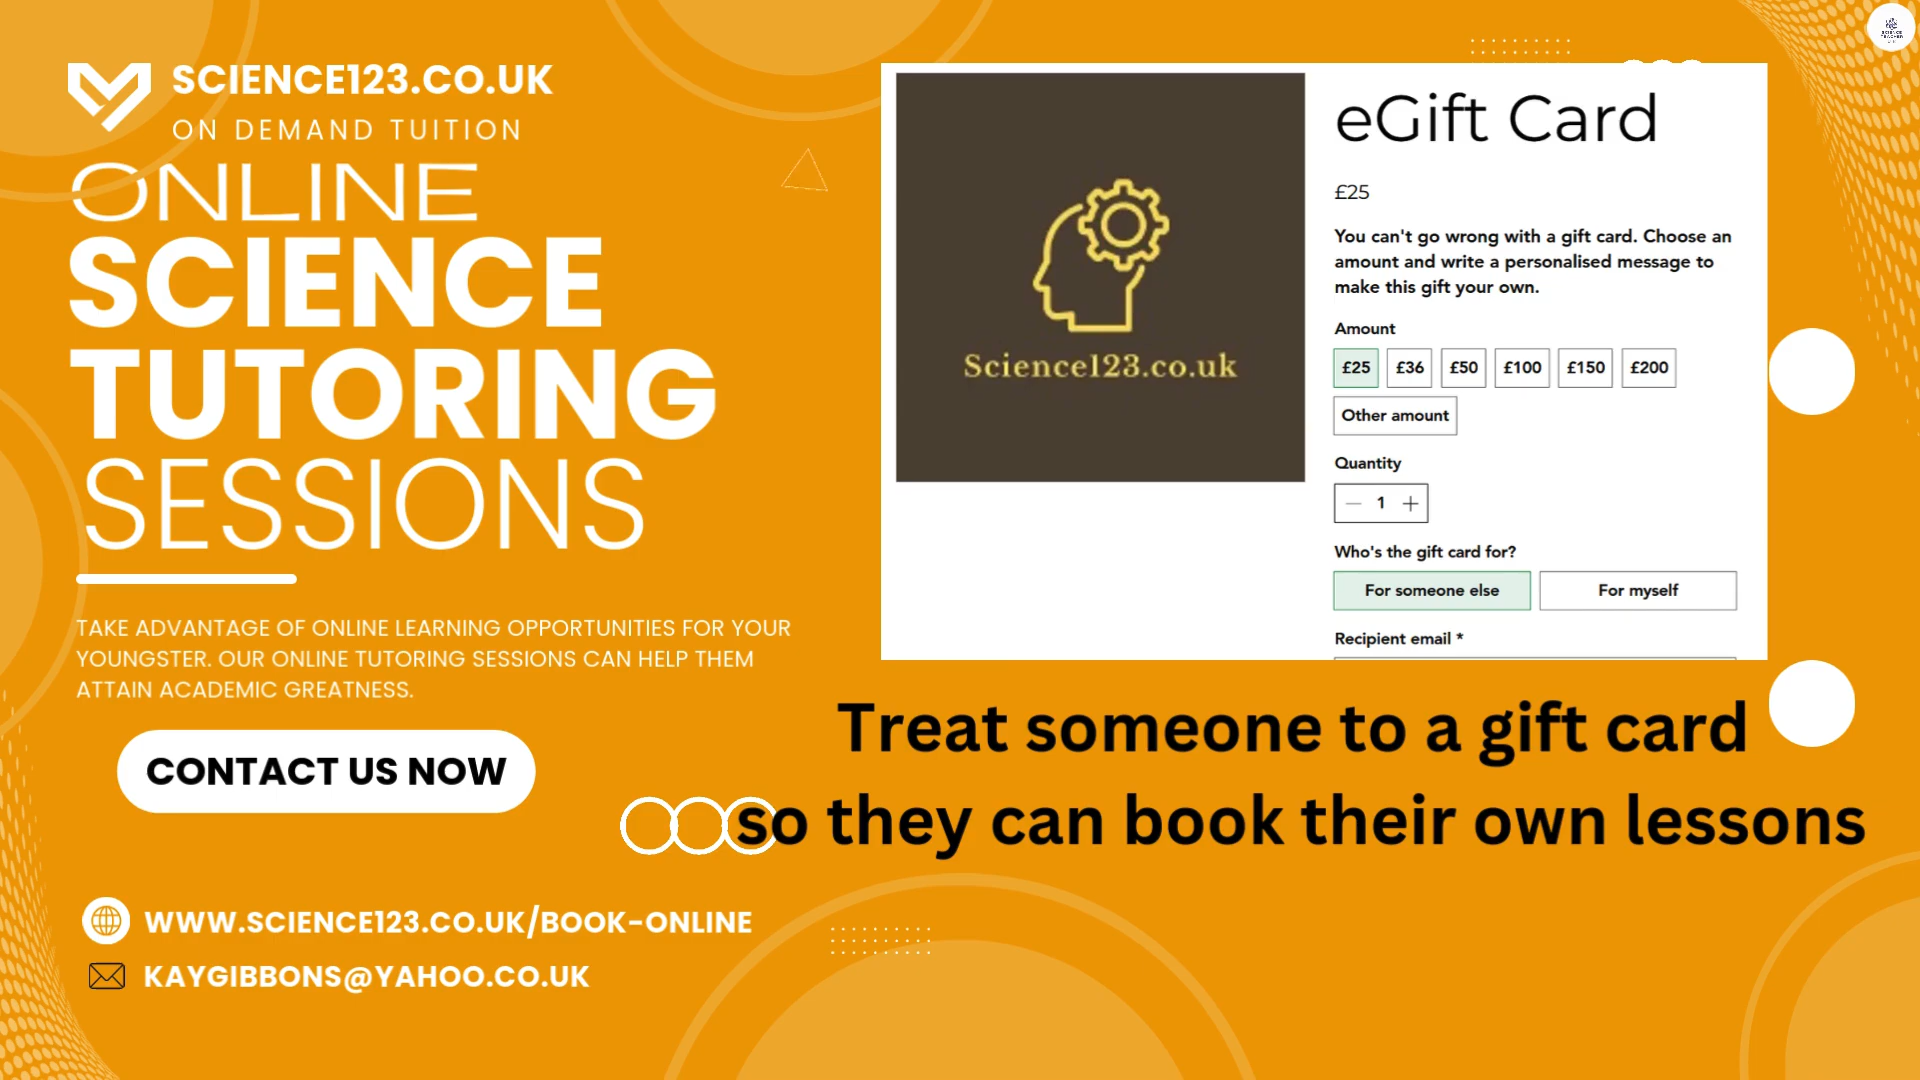 SCIENCE123.CO.UK
ON DEMAND TUITION
ONLINE
SCIENCE
TUTORING
SESSIONS
TAKE ADVANTAGE OF ONLINE LEARNING OPPORTUNITIES FOR YOUR
YOUNGSTER. OUR ONLINE TUTORING SESSIONS CAN HELP THEM
ATTAIN ACADEMIC GREATNESS.
CONTACT US NOW
WWW.SCIENCE123.CO.UK/BOOK-ONLINE
KAYGIBBONS@YAHOO.CO.UK
Science123.co.uk
eGift Card
£25
You can't go wrong with a gift card. Choose an
amount and write a personalised message to
make this gift your own.
Amount
£25 £36 £50 £100 £150 £200
Other amount
Quantity
1
Who's the gift card for?
For someone else For myself
Recipient email *
Treat someone to a gift card
so they can book their own lessons